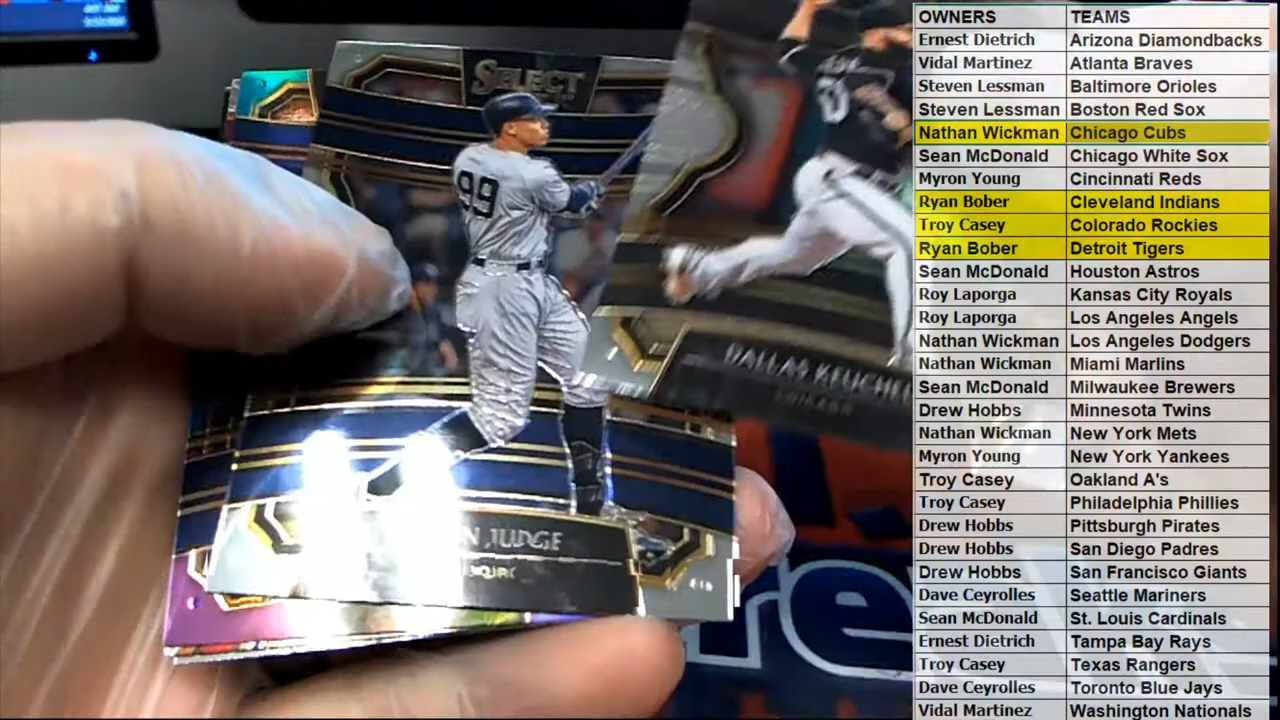 SELECT
99
N JUDGE
DALLAS KEUCHEL
CHICAGO
re
OWNERS TEAMS
Ernest Dietrich Arizona Diamondbacks
Vidal Martinez Atlanta Braves
Steven Lessman Baltimore Orioles
Steven Lessman Boston Red Sox
Nathan Wickman Chicago Cubs
Sean McDonald Chicago White Sox
Myron Young Cincinnati Reds
Ryan Bober Cleveland Indians
Troy Casey Colorado Rockies
Ryan Bober Detroit Tigers
Sean McDonald Houston Astros
Roy Laporga Kansas City Royals
Roy Laporga Los Angeles Angels
Nathan Wickman Los Angeles Dodgers
Nathan Wickman Miami Marlins
Sean McDonald Milwaukee Brewers
Drew Hobbs Minnesota Twins
Nathan Wickman New York Mets
Myron Young New York Yankees
Troy Casey Oakland A's
Troy Casey Philadelphia Phillies
Drew Hobbs Pittsburgh Pirates
Drew Hobbs San Diego Padres
Drew Hobbs San Francisco Giants
Dave Ceyrolles Seattle Mariners
Sean McDonald St. Louis Cardinals
Ernest Dietrich Tampa Bay Rays
Troy Casey Texas Rangers
Dave Ceyrolles Toronto Blue Jays
Vidal Martinez Washington Nationals